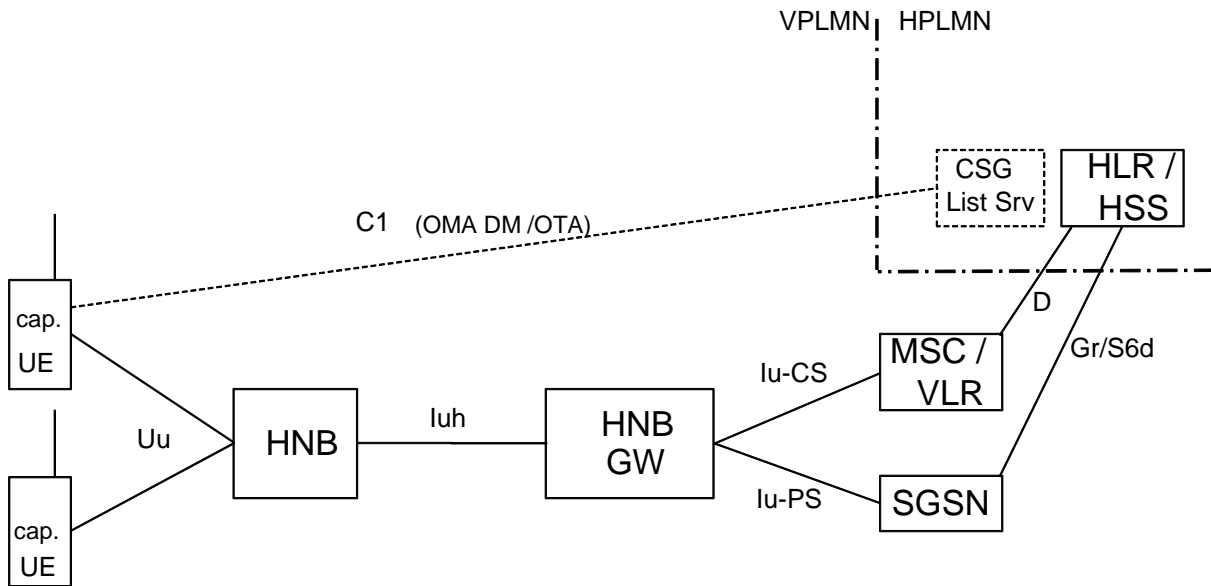 VPLMN HPLMN
CSG
List Srv
HLR /
HSS
C1 (OMA DM /OTA)
cap.
UE
D
MSC /
VLR
Gr/S6d
Iu-CS
Uu
HNB
Iuh
HNB
GW
Iu-PS
SGSN
cap.
UE